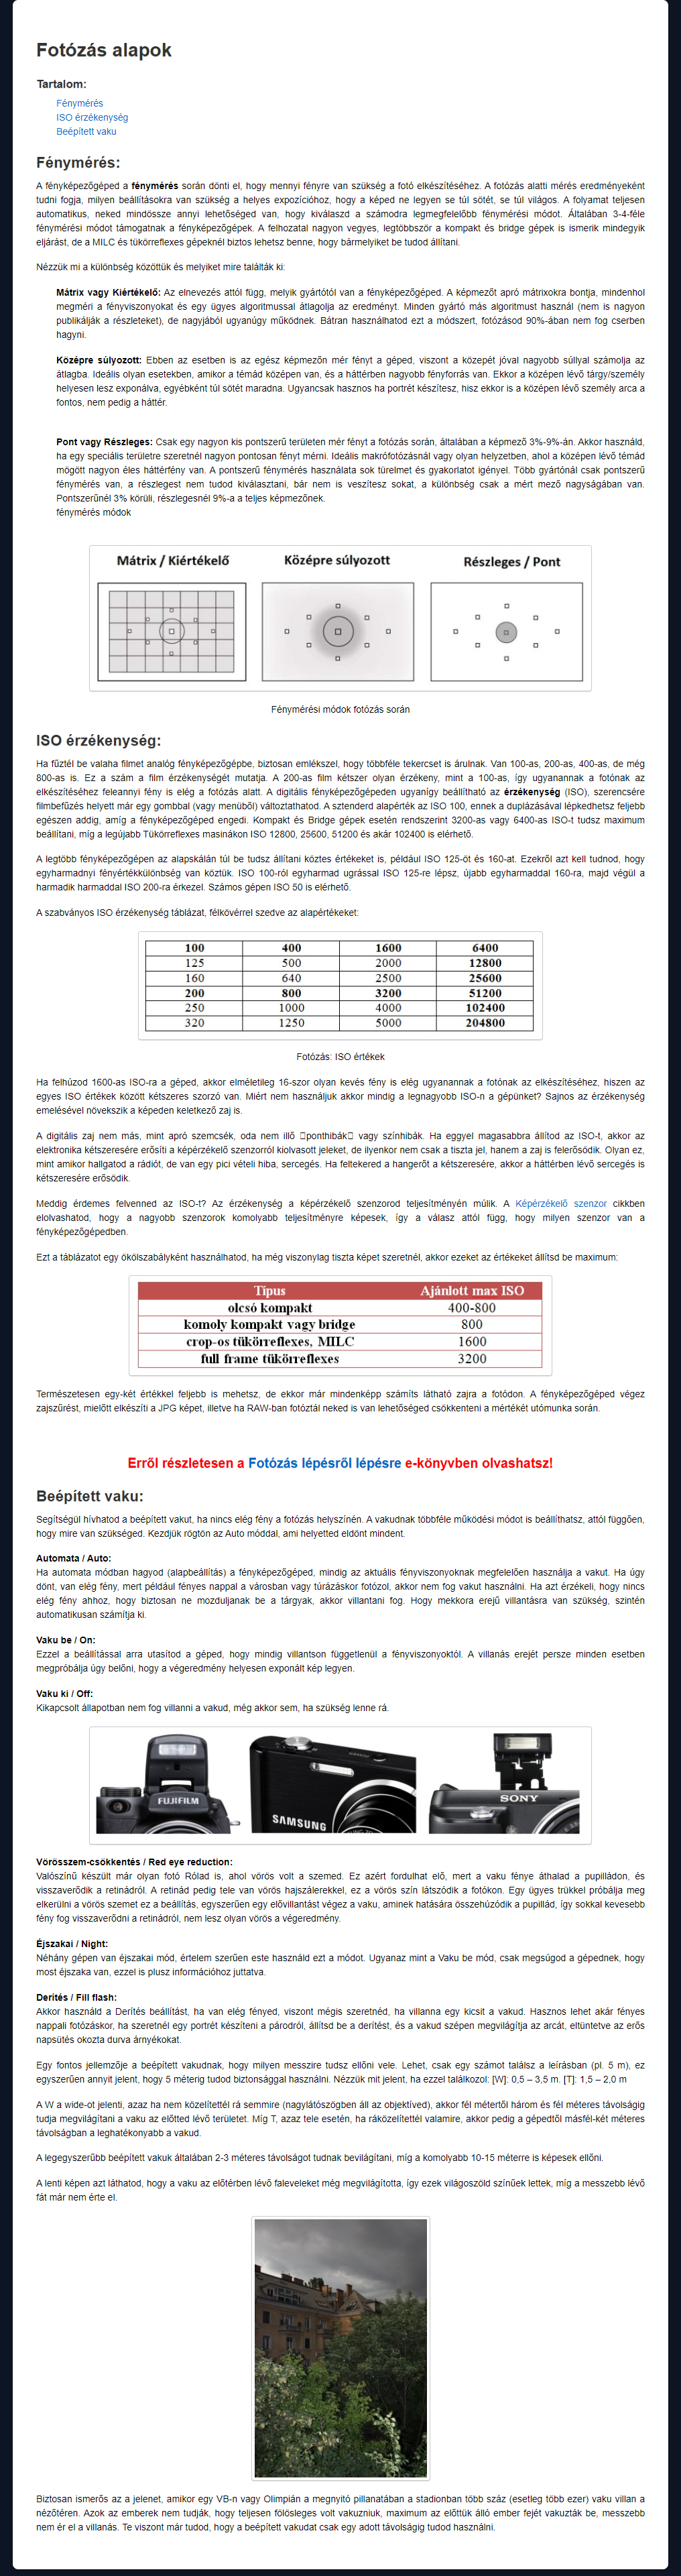 Fotózás alapok
Tartalom:
Fénymérés
ISO érzékenység
Beépített vaku
Fénymérés:
A fényképezőgéped a fénymérés során dönti el, hogy mennyi fényre van szükség a fotó elkészítéséhez. A fotózás alatti mérés eredményeként
tudni fogja, milyen beállításokra van szükség a helyes expozícióhoz, hogy a képed ne legyen se túl sötét, se túl világos. A folyamat teljesen
automatikus, neked mindössze annyi lehetőséged van, hogy kiválaszd a számodra legmegfelelőbb fénymérési módot. Általában 3-4-féle
fénymérési módot támogatnak a fényképezőgépek. A felhozatal nagyon vegyes, legtöbbször a kompakt és bridge gépek is ismerik mindegyik
eljárást, de a MILC és tükörreflexes gépeknél biztos lehetsz benne, hogy bármelyiket be tudod állítani.
Nézzük mi a különbség közöttük és melyiket mire találták ki:
Mátrix vagy Kiértékelő: Az elnevezés attól függ, melyik gyártótól van a fényképezőgéped. A képmezőt apró mátrixokra bontja, mindenhol
megméri a fényviszonyokat és egy ügyes algoritmussal átlagolja az eredményt. Minden gyártó más algoritmust használ (nem is nagyon
publikálják a részleteket), de nagyjából ugyanúgy működnek. Bátran használhatod ezt a módszert, fotózásod 90%-ában nem fog cserben
hagyni.
Középre súlyozott: Ebben az esetben is az egész képmezőn mér fényt a géped, viszont a közepét jóval nagyobb súllyal számolja az
átlagba. Ideális olyan esetekben, amikor a témád középen van, és a háttérben nagyobb fényforrás van. Ekkor a középen lévő tárgy/személy
helyesen lesz exponálva, egyébként túl sötét maradna. Ugyancsak hasznos ha portrét készítesz, hisz ekkor is a középen lévő személy arca a
fontos, nem pedig a háttér.
Pont vagy Részleges: Csak egy nagyon kis pontszerű területen mér fényt a fotózás során, általában a képmező 3%-9%-án. Akkor használd,
ha egy speciális területre szeretnél nagyon pontosan fényt mérni. Ideális makrófotózásnál vagy olyan helyzetben, ahol a középen lévő témád
mögött nagyon éles háttérfény van. A pontszerű fénymérés használata sok türelmet és gyakorlatot igényel. Több gyártónál csak pontszerű
fénymérés van, a részlegest nem tudod kiválasztani, bár nem is veszítesz sokat, a különbség csak a mért mező nagyságában van.
Pontszerűnél 3% körüli, részlegesnél 9%-a a teljes képmezőnek.
fénymérés módok
Mátrix / Kiértékelő Középre súlyozott Részleges / Pont
Fénymérési módok fotózás során
ISO érzékenység:
Ha fűztél be valaha filmet analóg fényképezőgépbe, biztosan emlékszel, hogy többféle tekercset is árulnak. Van 100-as, 200-as, 400-as, de még
800-as is. Ez a szám a film érzékenységét mutatja. A 200-as film kétszer olyan érzékeny, mint a 100-as, így ugyanannak a fotónak az
elkészítéséhez feleannyi fény is elég a fotózás alatt. A digitális fényképezőgépeden ugyanígy beállítható az érzékenység (ISO), szerencsére
filmbefűzés helyett már egy gombbal (vagy menüből) változtathatod. A sztenderd alapérték az ISO 100, ennek a duplázásával lépkedhetsz feljebb
egészen addig, amíg a fényképezőgéped engedi. Kompakt és Bridge gépek esetén rendszerint 3200-as vagy 6400-as ISO-t tudsz maximum
beállítani, míg a legújabb Tükörreflexes masinákon ISO 12800, 25600, 51200 és akár 102400 is elérhető.
A legtöbb fényképezőgépen az alapskálán túl be tudsz állítani köztes értékeket is, például ISO 125-öt és 160-at. Ezekről azt kell tudnod, hogy
egyharmadnyi fényértékkülönbség van köztük. ISO 100-ról egyharmad ugrással ISO 125-re lépsz, újabb egyharmaddal 160-ra, majd végül a
harmadik harmaddal ISO 200-ra érkezel. Számos gépen ISO 50 is elérhető.
A szabványos ISO érzékenység táblázat, félkövérrel szedve az alapértékeket:
100 400 1600 6400
125 500 2000 12800
160 640 2500 25600
200 800 3200 51200
250 1000 4000 102400
320 1250 5000 204800
Fotózás: ISO értékek
Ha felhúzod 1600-as ISO-ra a géped, akkor elméletileg 16-szor olyan kevés fény is elég ugyanannak a fotónak az elkészítéséhez, hiszen az
egyes ISO értékek között kétszeres szorzó van. Miért nem használjuk akkor mindig a legnagyobb ISO-n a gépünket? Sajnos az érzékenység
emelésével növekszik a képeden keletkező zaj is.
A digitális zaj nem más, mint apró szemcsék, oda nem illő ponthibák vagy színhibák. Ha eggyel magasabbra állítod az ISO-t, akkor az
elektronika kétszeresére erősíti a képérzékelő szenzorról kiolvasott jeleket, de ilyenkor nem csak a tiszta jel, hanem a zaj is felerősödik. Olyan ez,
mint amikor hallgatod a rádiót, de van egy pici vételi hiba, sercegés. Ha feltekered a hangerőt a kétszeresére, akkor a háttérben lévő sercegés is
kétszeresére erősödik.
Meddig érdemes felvenned az ISO-t? Az érzékenység a képérzékelő szenzorod teljesítményén múlik. A Képérzékelő szenzor cikkben
elolvashatod, hogy a nagyobb szenzorok komolyabb teljesítményre képesek, így a válasz attól függ, hogy milyen szenzor van a
fényképezőgépedben.
Ezt a táblázatot egy ökölszabályként használhatod, ha még viszonylag tiszta képet szeretnél, akkor ezeket az értékeket állítsd be maximum:
Típus Ajánlott max ISO
olcsó kompakt 400-800
komoly kompakt vagy bridge 800
crop-os tükörreflexes, MILC 1600
full frame tükörreflexes 3200
Természetesen egy-két értékkel feljebb is mehetsz, de ekkor már mindenképp számíts látható zajra a fotódon. A fényképezőgéped végez
zajszűrést, mielőtt elkészíti a JPG képet, illetve ha RAW-ban fotóztál neked is van lehetőséged csökkenteni a mértékét utómunka során.
Erről részletesen a Fotózás lépésről lépésre e-könyvben olvashatsz!
Beépített vaku:
Segítségül hívhatod a beépített vakut, ha nincs elég fény a fotózás helyszínén. A vakudnak többféle működési módot is beállíthatsz, attól függően,
hogy mire van szükséged. Kezdjük rögtön az Auto móddal, ami helyetted eldönt mindent.
Automata / Auto:
Ha automata módban hagyod (alapbeállítás) a fényképezőgéped, mindig az aktuális fényviszonyoknak megfelelően használja a vakut. Ha úgy
dönt, van elég fény, mert például fényes nappal a városban vagy túrázáskor fotózol, akkor nem fog vakut használni. Ha azt érzékeli, hogy nincs
elég fény ahhoz, hogy biztosan ne mozduljanak be a tárgyak, akkor villantani fog. Hogy mekkora erejű villantásra van szükség, szintén
automatikusan számítja ki.
Vaku be / On:
Ezzel a beállítással arra utasítod a géped, hogy mindig villantson függetlenül a fényviszonyoktól. A villanás erejét persze minden esetben
megpróbálja úgy belőni, hogy a végeredmény helyesen exponált kép legyen.
Vaku ki / Off:
Kikapcsolt állapotban nem fog villanni a vakud, még akkor sem, ha szükség lenne rá.
FUJIFILM SAMSUNG SONY
Vörösszem-csökkentés / Red eye reduction:
Valószínű készült már olyan fotó Rólad is, ahol vörös volt a szemed. Ez azért fordulhat elő, mert a vaku fénye áthalad a pupilládon, és
visszaverődik a retinádról. A retinád pedig tele van vörös hajszálerekkel, ez a vörös szín látszódik a fotókon. Egy ügyes trükkel próbálja meg
elkerülni a vörös szemet ez a beállítás, egyszerűen egy elővillantást végez a vaku, aminek hatására összehúzódik a pupillád, így sokkal kevesebb
fény fog visszaverődni a retinádról, nem lesz olyan vörös a végeredmény.
Éjszakai / Night:
Néhány gépen van éjszakai mód, értelem szerűen este használd ezt a módot. Ugyanaz mint a Vaku be mód, csak megsúgod a gépednek, hogy
most éjszaka van, ezzel is plusz információhoz juttatva.
Derítés / Fill flash:
Akkor használd a Derítés beállítást, ha van elég fényed, viszont mégis szeretnéd, ha villanna egy kicsit a vakud. Hasznos lehet akár fényes
nappali fotózáskor, ha szeretnél egy portrét készíteni a párodról, állítsd be a derítést, és a vakud szépen megvilágítja az arcát, eltüntetve az erős
napsütés okozta durva árnyékokat.
Egy fontos jellemzője a beépített vakudnak, hogy milyen messzire tudsz ellőni vele. Lehet, csak egy számot találsz a leírásban (pl. 5 m), ez
egyszerűen annyit jelent, hogy 5 méterig tudod biztonsággal használni. Nézzük mit jelent, ha ezzel találkozol: [W]: 0,5 – 3,5 m. [T]: 1,5 – 2,0 m
A W a wide-ot jelenti, azaz ha nem közelítettél rá semmire (nagylátószögben áll az objektíved), akkor fél métertől három és fél méteres távolságig
tudja megvilágítani a vaku az előtted lévő területet. Míg T, azaz tele esetén, ha ráközelítettél valamire, akkor pedig a gépedtől másfél-két méteres
távolságban a leghatékonyabb a vakud.
A legegyszerűbb beépített vakuk általában 2-3 méteres távolságot tudnak bevilágítani, míg a komolyabb 10-15 méterre is képesek ellőni.
A lenti képen azt láthatod, hogy a vaku az előtérben lévő faleveleket még megvilágította, így ezek világoszöld színűek lettek, míg a messzebb lévő
fát már nem érte el.
Biztosan ismerős az a jelenet, amikor egy VB-n vagy Olimpián a megnyitó pillanatában a stadionban több száz (esetleg több ezer) vaku villan a
nézőtéren. Azok az emberek nem tudják, hogy teljesen fölösleges volt vakuzniuk, maximum az előttük álló ember fejét vakuzták be, messzebb
nem ér el a villanás. Te viszont már tudod, hogy a beépített vakudat csak egy adott távolságig tudod használni.